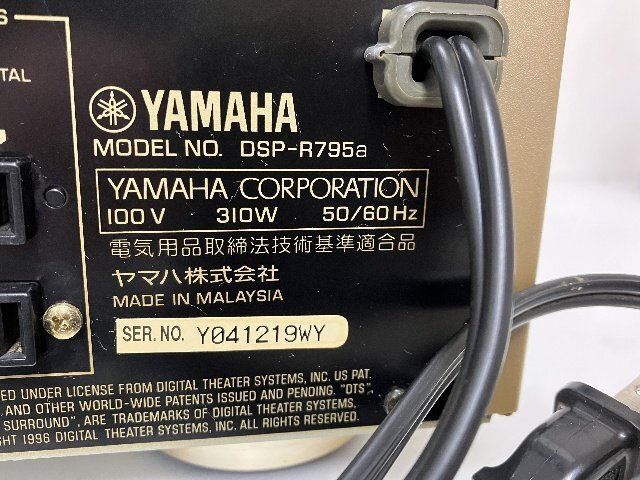 S
TAL
YAMAHA
MODEL NO. DSP-R795a
YAMAHA CORPORATION
100V 310W 50/60Hz
電気用品取締法技術基準適合品
ヤマハ株式会社
MADE IN MALAYSIA
SER.NO. Y041219WY
ED UNDER LICENSE FROM DIGITAL THEATER SYSTEMS, INC. US PAT.
AND OTHER WORLD-WIDE PATENTS ISSUED AND PENDING. "DTS",
SURROUND", ARE TRADEMARKS OF DIGITAL THEATER SYSTEMS,
GHT 1996 DIGITAL THEATER SYSTEMS, INC. ALL RIGHTS RESERVED.